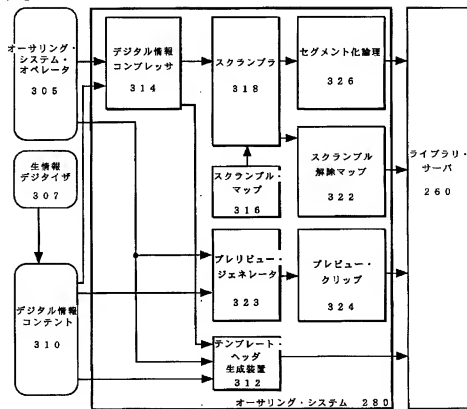 オーサリング・
システム・
オペレータ
305
生情報
デジタイザ
307
デジタル情報
コンテント
310
デジタル情報
コンプレッサ
314
スクランブラ
318
セグメント化論理
326
スクランブル・
マップ
316
スクランブル
解除マップ
322
プレリビュー・
ジェネレータ
323
プレビュー・
クリップ
324
テンプレート・
ヘッダ
生成装置
312
オーサリング・システム 280
ライブラリ・
サーバ
260